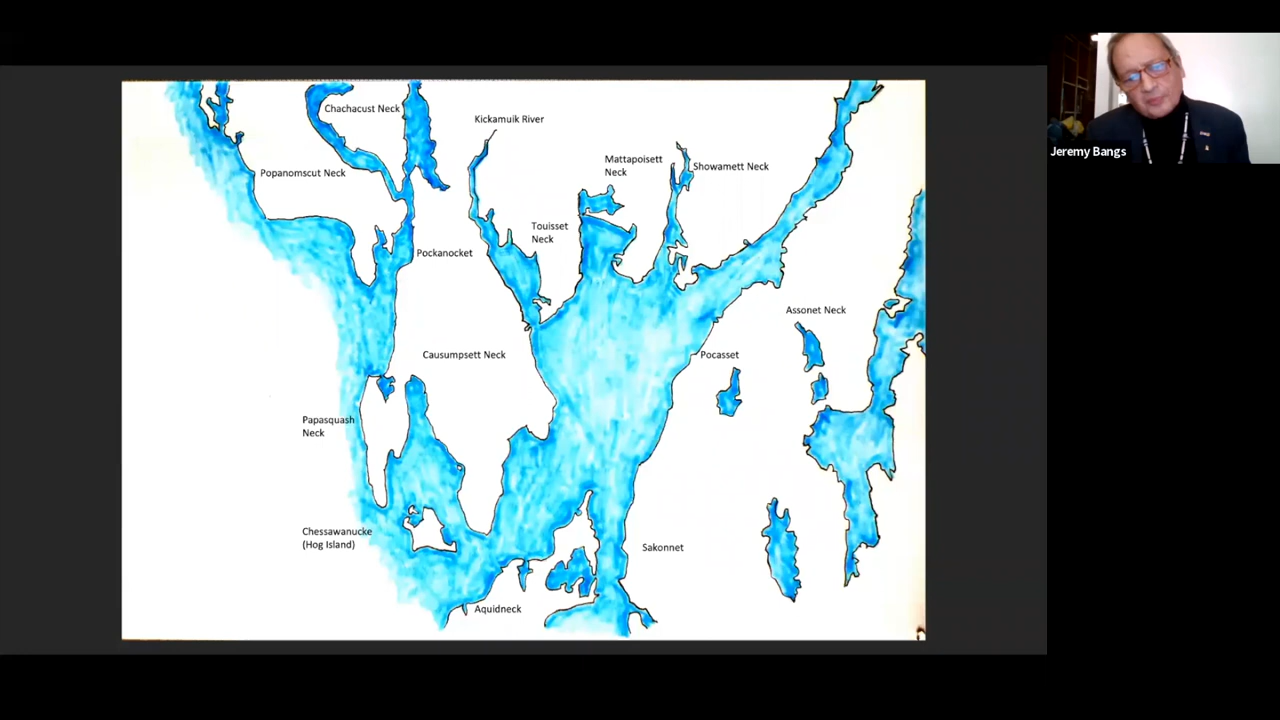 Chachacust Neck
Kickamuik River
Mattapoisett
Neck
Showamett Neck
Popanomscut Neck
Touisset
Neck
Pockanocket
Assonet Neck
Causumpsett Neck
Pocasset
Papasquash
Neck
Chessawanucke
(Hog Island)
Sakonnet
Aquidneck
Jeremy Bangs